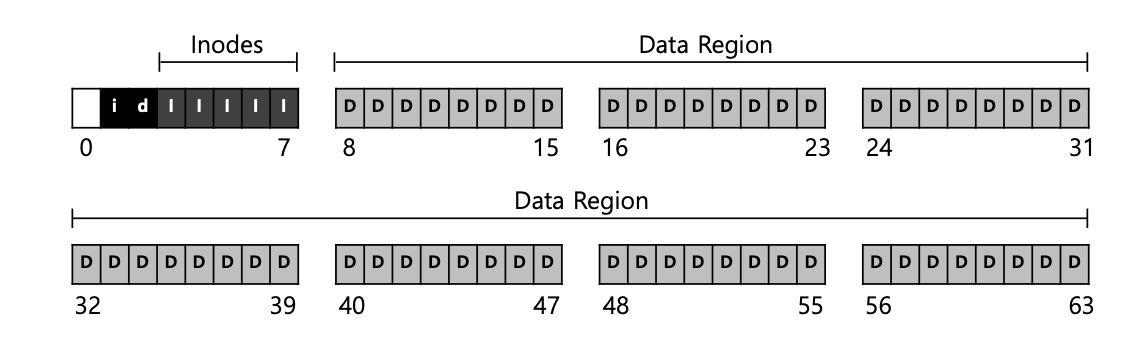 Inodes Data Region
i d I I I I I D D D D D D D D D D D D D D D D D D D D D D D D
0 7 8 15 16 23 24 31
Data Region
D D D D D D D D D D D D D D D D D D D D D D D D D D D D D D D D
32 39 40 47 48 55 56 63